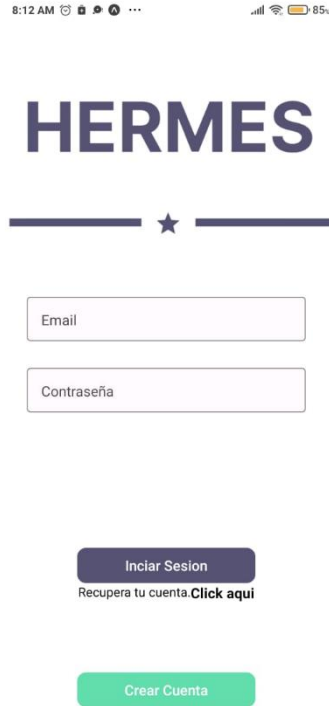 8:12 AM ... 85%
HERMES
Email
Contraseña
Inciar Sesion
Recupera tu cuenta.Click aqui
Crear Cuenta